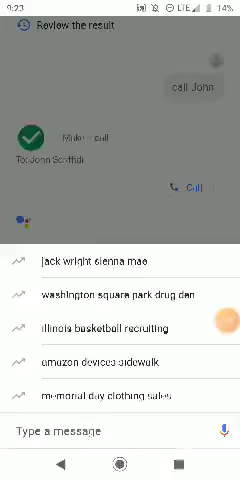 9:23 LTE 14%
Review the result
call John
Make a call
To: John
Call
jack wright sienna mae
washington square park drug den
illinois basketball recruiting
amazon devices sidewalk
memorial day clothing sales
Type a message